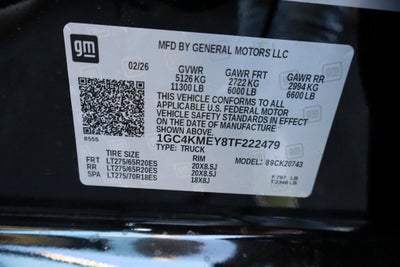 gm
MFD BY GENERAL MOTORS LLC
02/26 GVWR GAWR FRT GAWR RR
5126 KG 2722 KG 2994 KG
11300 LB 6000 LB 6600 LB
THIS VEHICLE CONFORMS TO ALL
APPLICABLE U.S. FEDERAL MOTOR
VEHICLE SAFETY STANDARDS IN
EFFECT ON THE DATE OF
MANUFACTURE SHOWN ABOVE.
1GC4KMEY8TF222479
8555 TYPE: TRUCK
TIRE SIZE RIM MODEL: 89CK20743
FRT LT275/65R20ES 20X8.5J
RR LT275/65R20ES 20X8.5J
SPA LT275/70R18ES 18X8J